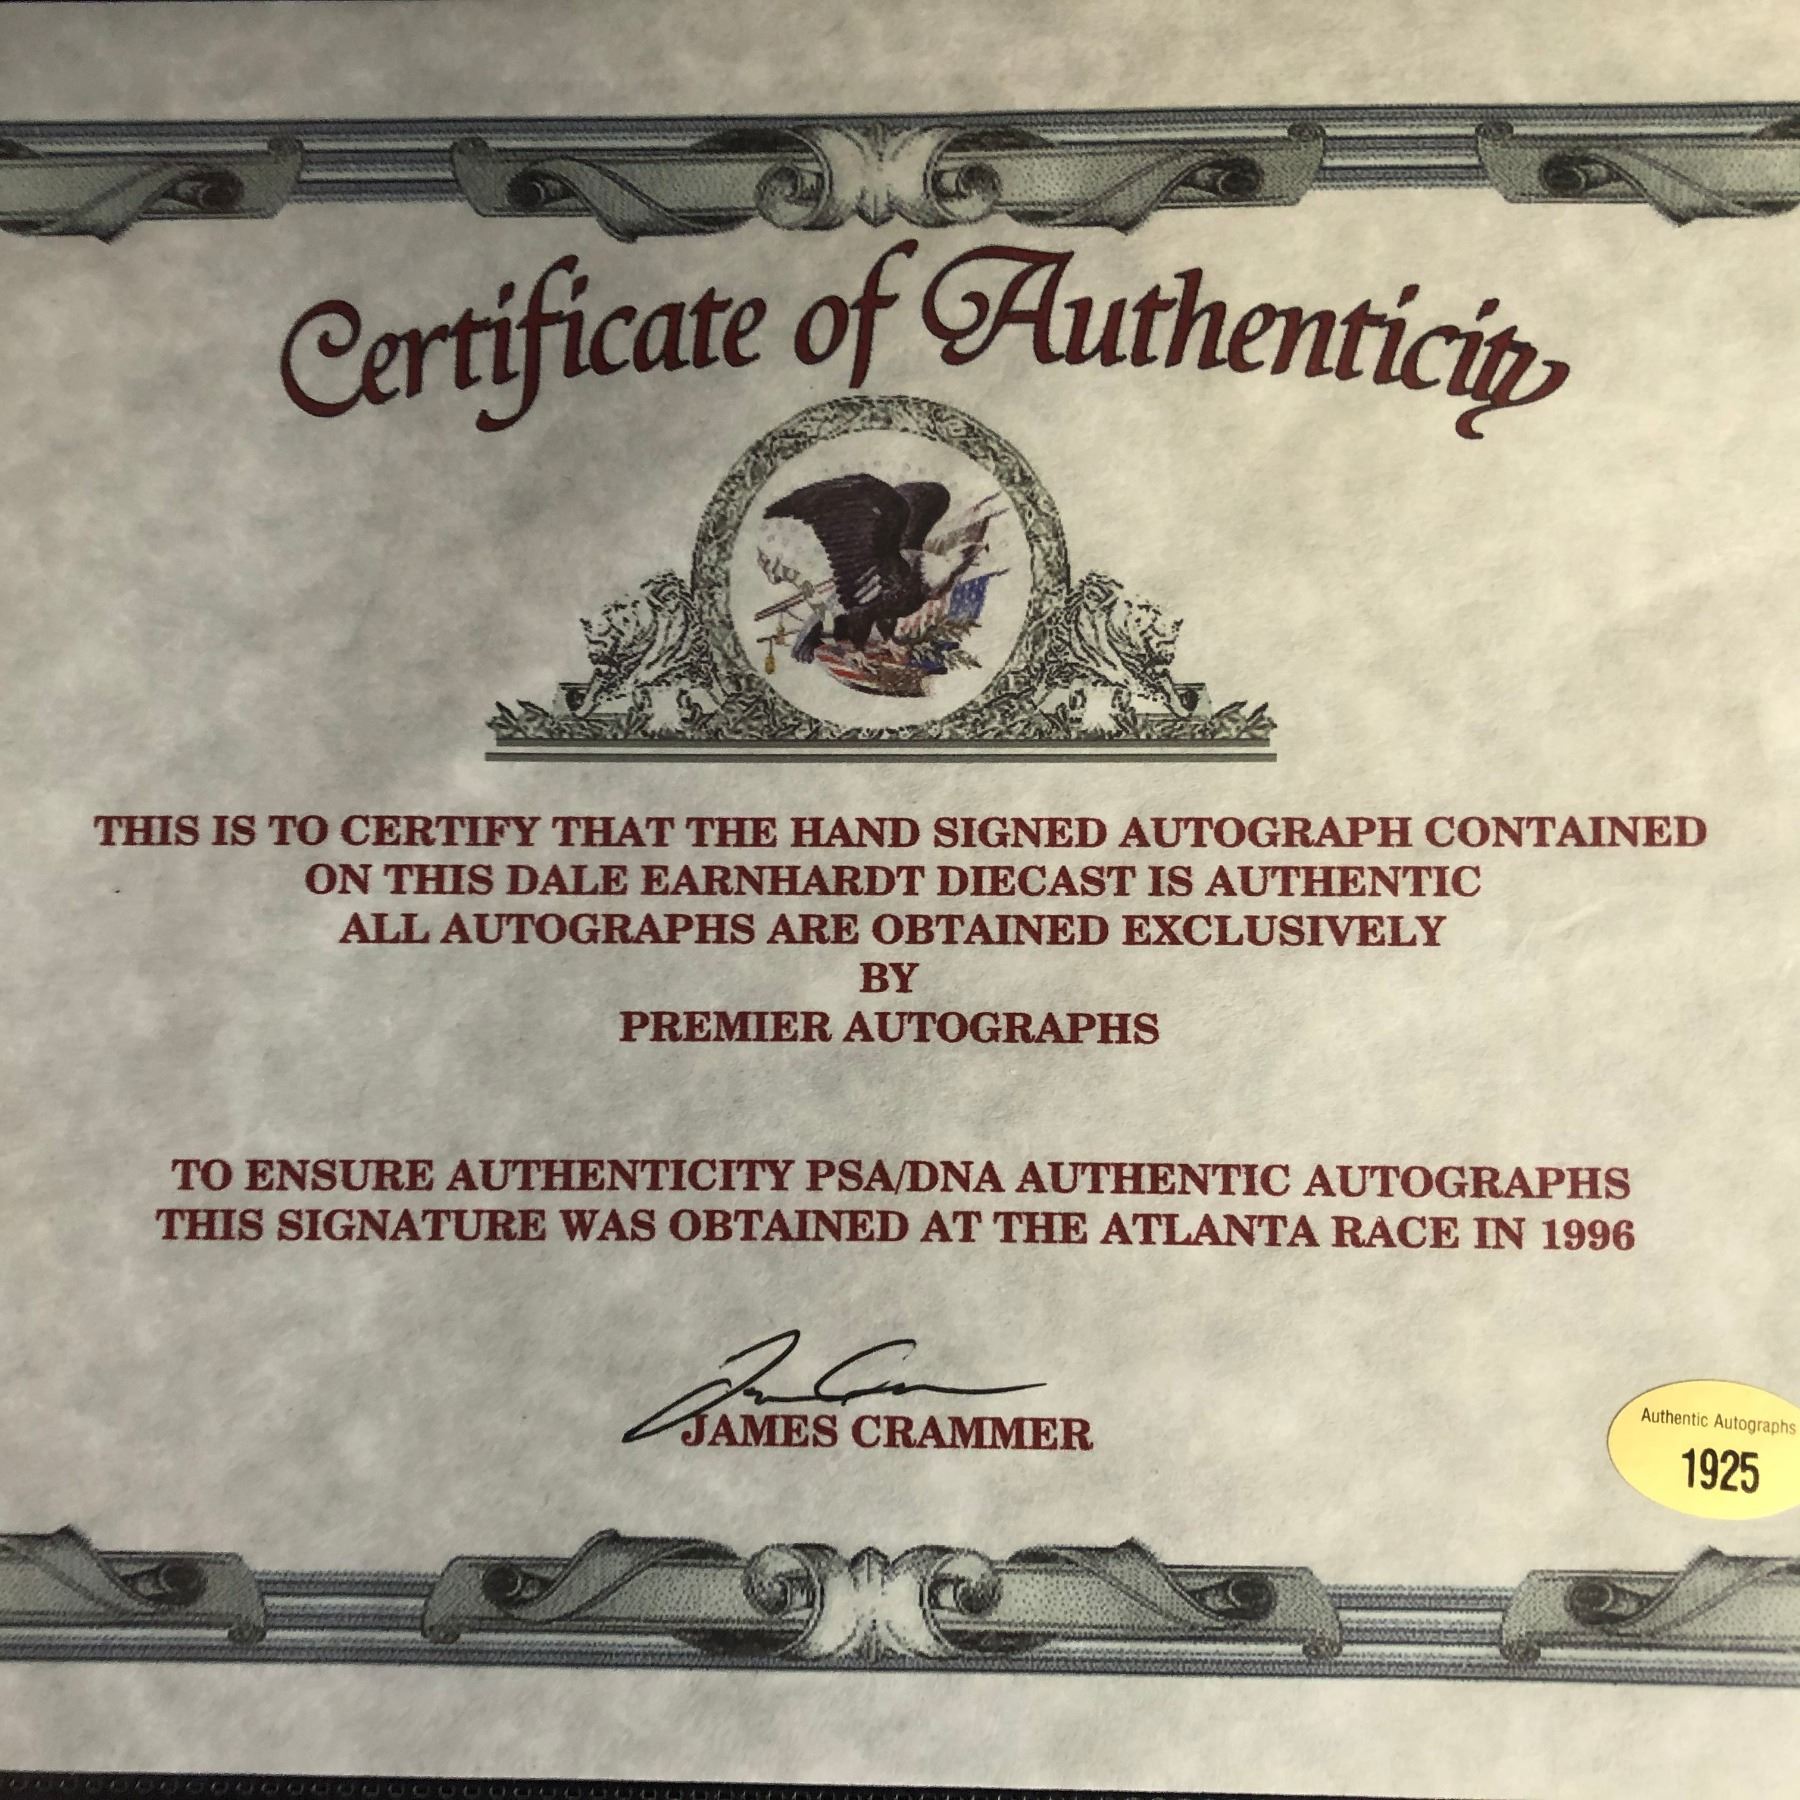 Certificate of Authenticity
THIS IS TO CERTIFY THAT THE HAND SIGNED AUTOGRAPH CONTAINED
ON THIS DALE EARNHARDT DIECAST IS AUTHENTIC
ALL AUTOGRAPHS ARE OBTAINED EXCLUSIVELY
BY
PREMIER AUTOGRAPHS
TO ENSURE AUTHENTICITY PSA/DNA AUTHENTIC AUTOGRAPHS
THIS SIGNATURE WAS OBTAINED AT THE ATLANTA RACE IN 1996
JAMES CRAMMER
Authentic Autographs
1925